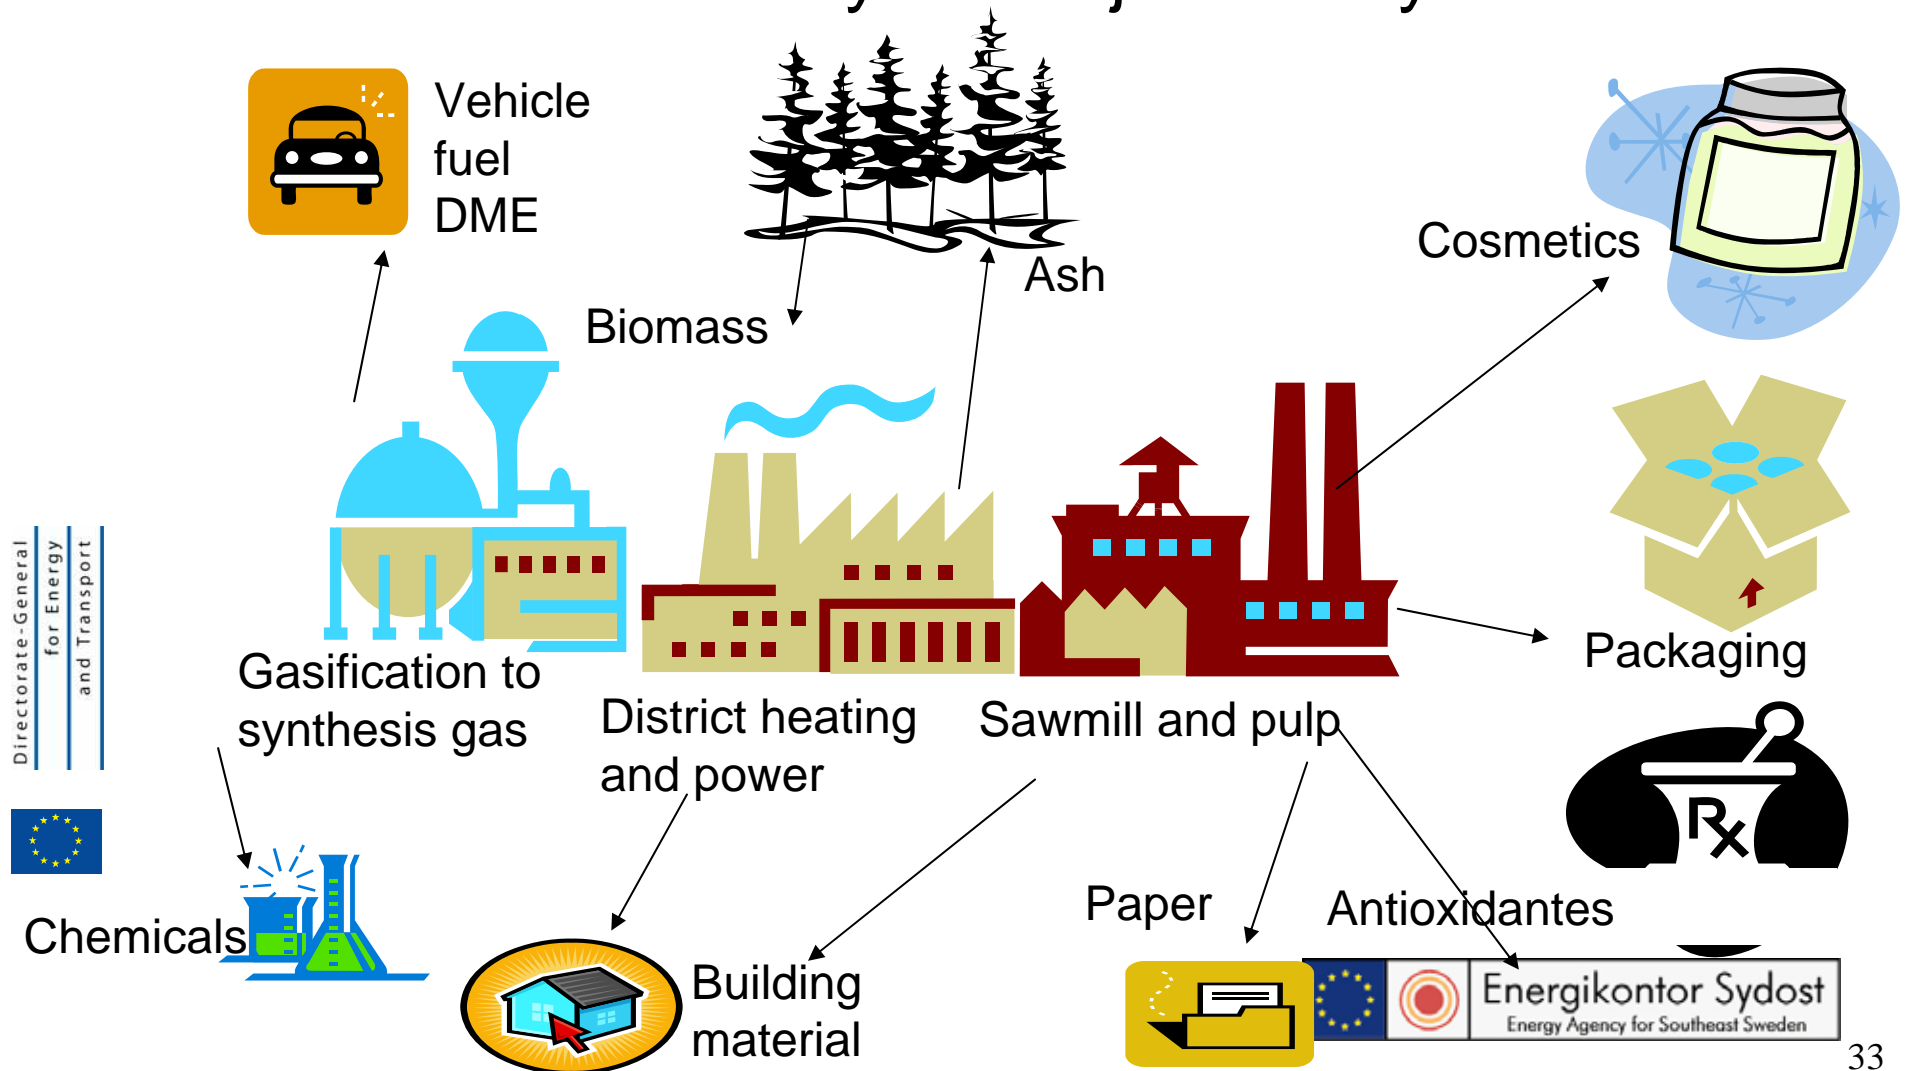 Vehicle
fuel
DME
Ash
Cosmetics
Biomass
Packaging
Gasification to
synthesis gas
District heating
and power
Sawmill and pulp
Directorate-General
for Energy
and Transport
Rx
Chemicals
Paper
Antioxidantes
Building
material
Energikontor Sydost
Energy Agency for Southeast Sweden
33